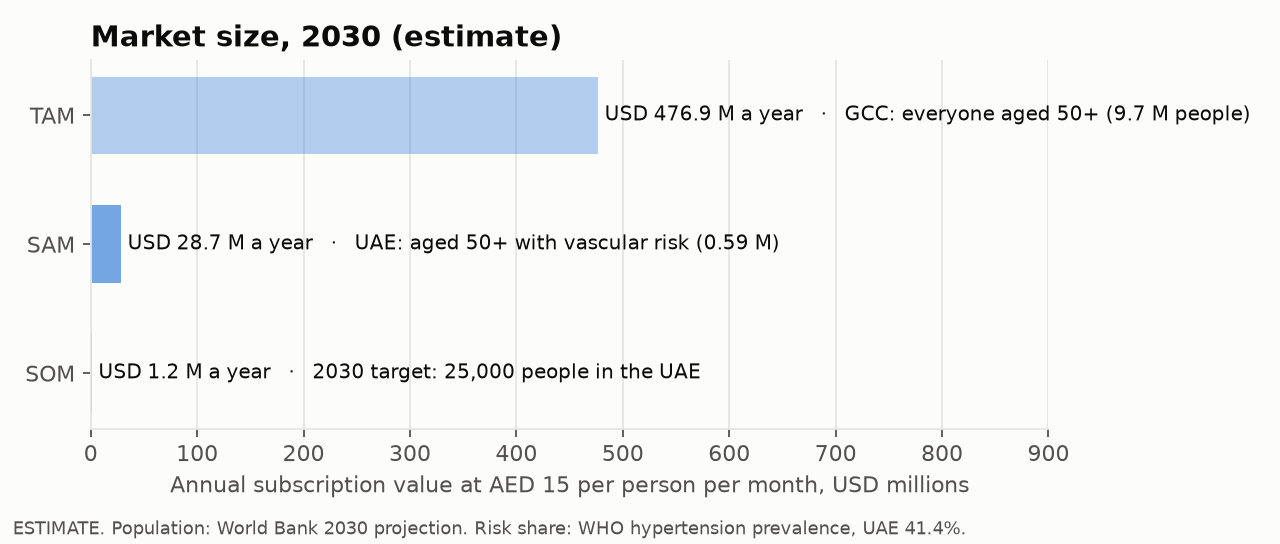 Market size, 2030 (estimate)
TAM
USD 476.9 M a year · GCC: everyone aged 50+ (9.7 M people)
SAM
USD 28.7 M a year · UAE: aged 50+ with vascular risk (0.59 M)
SOM
USD 1.2 M a year · 2030 target: 25,000 people in the UAE
0 100 200 300 400 500 600 700 800 900
Annual subscription value at AED 15 per person per month, USD millions
ESTIMATE. Population: World Bank 2030 projection. Risk share: WHO hypertension prevalence, UAE 41.4%.